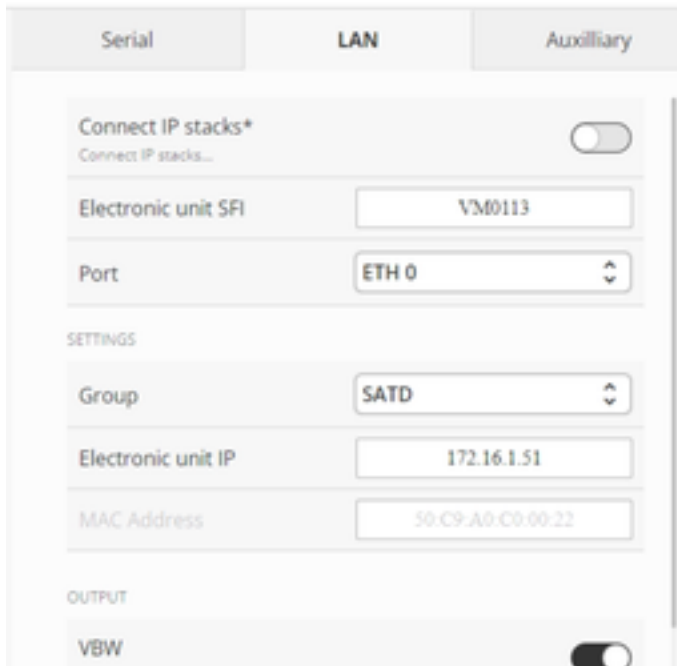 Serial LAN Auxilliary
Connect IP stacks*
Connect IP stacks...
Electronic unit SFI VM0113
Port ETH 0
SETTINGS
Group SATD
Electronic unit IP 172.16.1.51
MAC Address 50:C9:A0:C0:00:22
OUTPUT
VBW